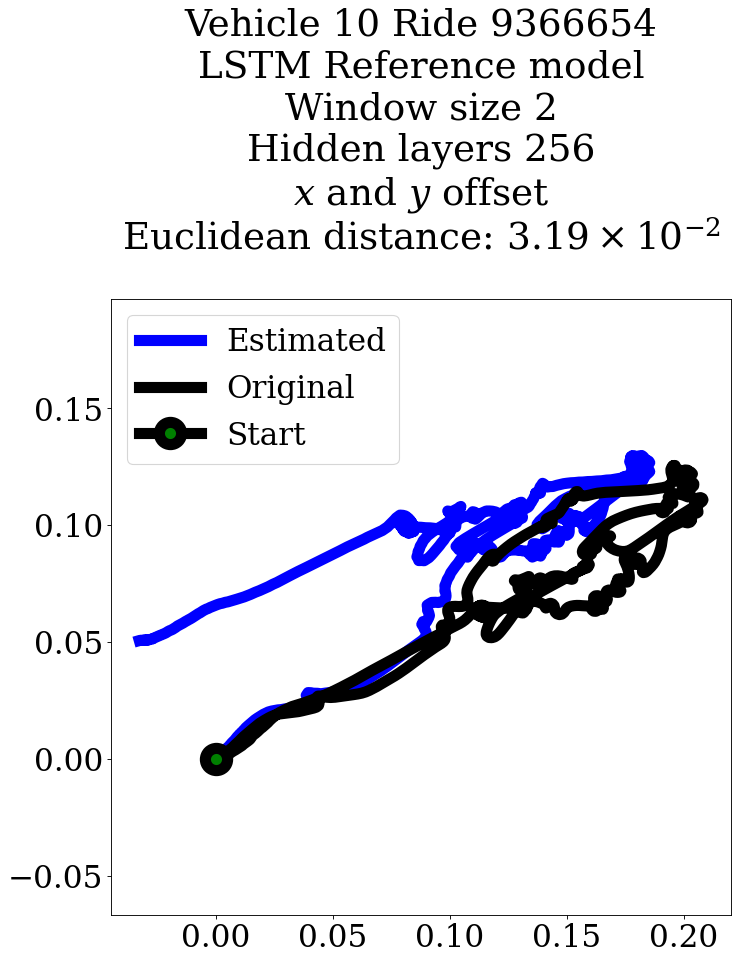 Vehicle 10 Ride 9366654
LSTM Reference model
Window size 2
Hidden layers 256
x and y offset
Euclidean distance: 3.19 × 10⁻²
Estimated
Original
Start
0.15
0.10
0.05
0.00
−0.05
0.00 0.05 0.10 0.15 0.20